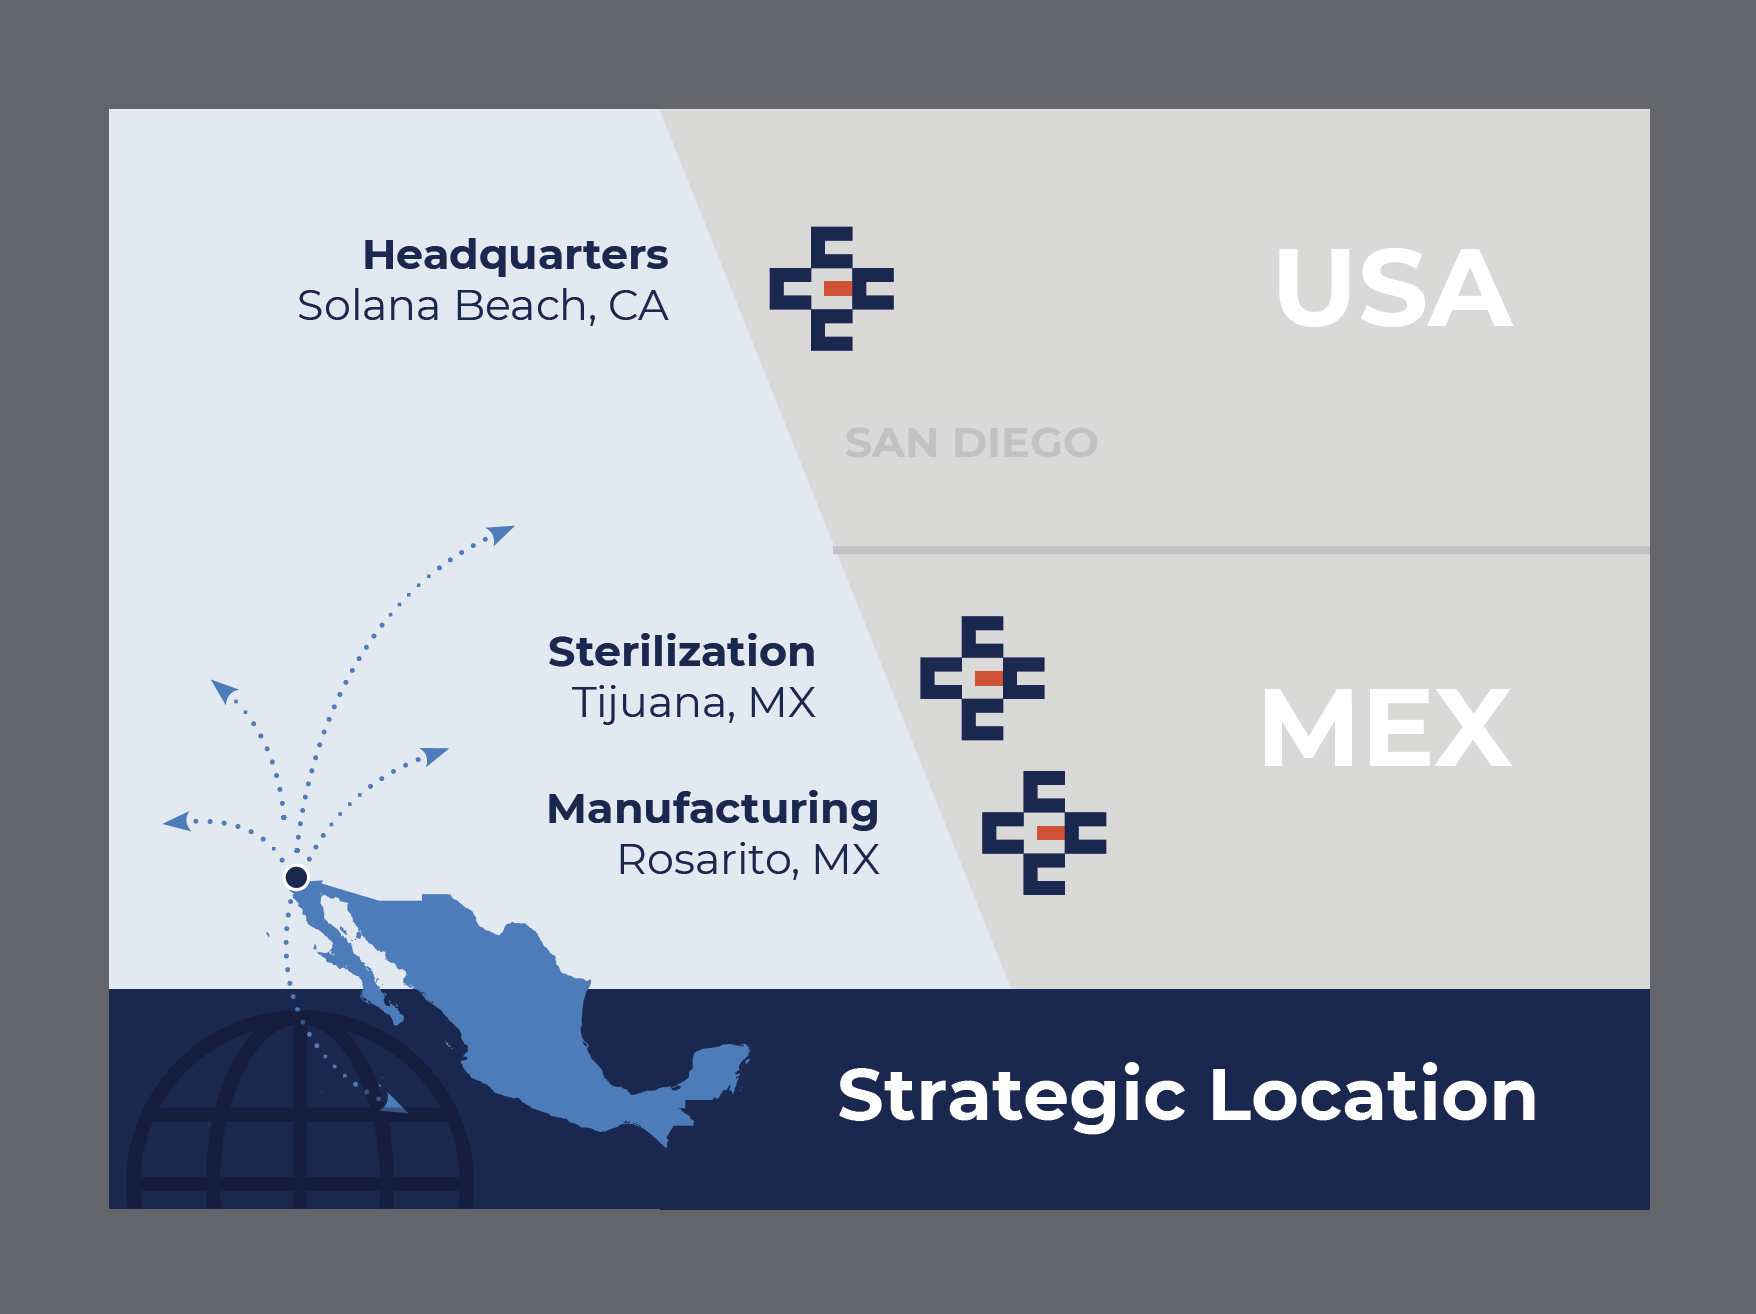 Headquarters
Solana Beach, CA
USA
SAN DIEGO
Sterilization
Tijuana, MX
MEX
Manufacturing
Rosarito, MX
Strategic Location